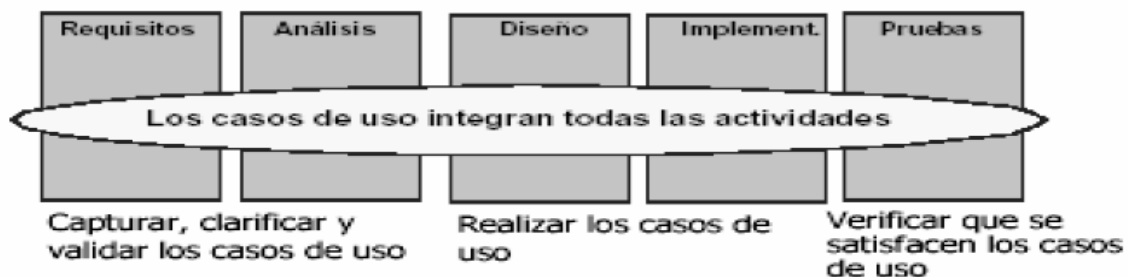 Requisitos
Análisis
Diseño
Implement.
Pruebas
Los casos de uso integran todas las actividades
Capturar, clarificar y
validar los casos de uso
Realizar los casos de
uso
Verificar que se
satisfacen los casos
de uso